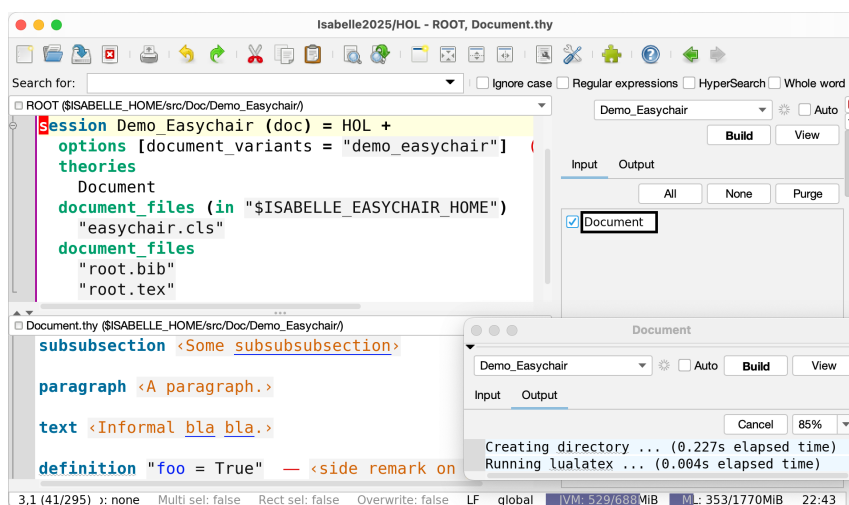 Isabelle2025/HOL - ROOT, Document.thy
Search for:
Ignore case
Regular expressions
HyperSearch
Whole word
ROOT ($ISABELLE_HOME/src/Doc/Demo_Easychair/)
session Demo_Easychair (doc) = HOL +
options [document_variants = "demo_easychair"] (
theories
Document
document_files (in "$ISABELLE_EASYCHAIR_HOME")
"easychair.cls"
document_files
"root.bib"
"root.tex"
Demo_Easychair
Auto
Build
View
Input
Output
All
None
Purge
Document
Document.thy ($ISABELLE_HOME/src/Doc/Demo_Easychair/)
subsubsection ‹Some subsubsubsection›
paragraph ‹A paragraph.›
text ‹Informal bla bla.›
definition "foo = True" — ‹side remark on
Document
Demo_Easychair
Auto
Build
View
Input
Output
Cancel
85%
Creating directory ... (0.227s elapsed time)
Running lualatex ... (0.004s elapsed time)
3,1 (41/295) ›: none Multi sel: false Rect sel: false Overwrite: false LF global VM: 529/688MiB ML: 353/1770MiB 22:43